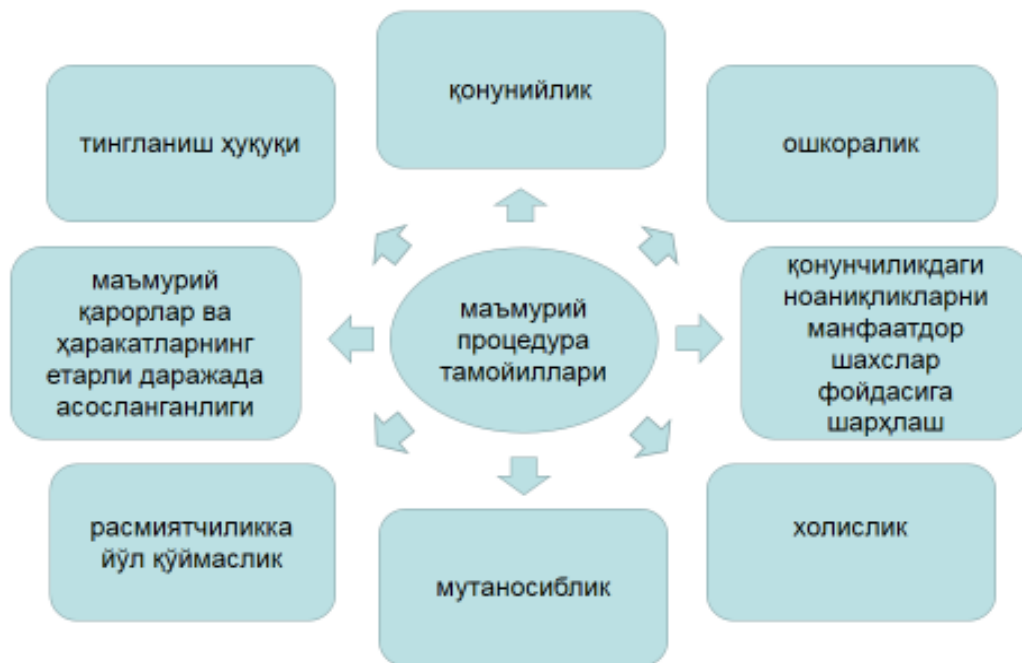 қонунийлик
тингланиш ҳуқуқи
ошкоралик
маъмурий
қарорлар ва
ҳаракатларнинг
етарли даражада
асосланганлиги
маъмурий
процедура
тамойиллари
қонунчиликдаги
ноаниқликларни
манфаатдор
шахслар
фойдасига
шарҳлаш
расмиятчиликка
йўл қўймаслик
мутаносиблик
холислик